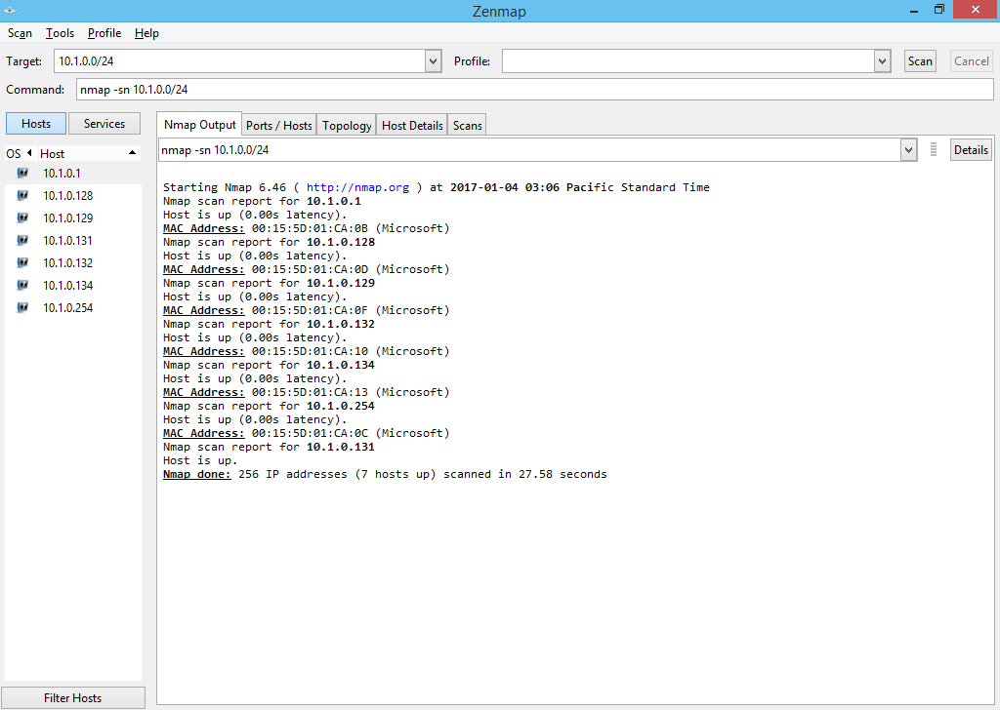 Zenmap
Scan Tools Profile Help
Target: 10.1.0.0/24 Profile: Scan Cancel
Command: nmap -sn 10.1.0.0/24
Hosts Services
Nmap Output Ports / Hosts Topology Host Details Scans
OS Host
10.1.0.1
10.1.0.128
10.1.0.129
10.1.0.131
10.1.0.132
10.1.0.134
10.1.0.254
Filter Hosts
nmap -sn 10.1.0.0/24 Details
Starting Nmap 6.46 ( http://nmap.org ) at 2017-01-04 03:06 Pacific Standard Time
Nmap scan report for 10.1.0.1
Host is up (0.00s latency).
MAC Address: 00:15:5D:01:CA:0B (Microsoft)
Nmap scan report for 10.1.0.128
Host is up (0.00s latency).
MAC Address: 00:15:5D:01:CA:0D (Microsoft)
Nmap scan report for 10.1.0.129
Host is up (0.00s latency).
MAC Address: 00:15:5D:01:CA:0F (Microsoft)
Nmap scan report for 10.1.0.132
Host is up (0.00s latency).
MAC Address: 00:15:5D:01:CA:10 (Microsoft)
Nmap scan report for 10.1.0.134
Host is up (0.00s latency).
MAC Address: 00:15:5D:01:CA:13 (Microsoft)
Nmap scan report for 10.1.0.254
Host is up (0.00s latency).
MAC Address: 00:15:5D:01:CA:0C (Microsoft)
Nmap scan report for 10.1.0.131
Host is up.
Nmap done: 256 IP addresses (7 hosts up) scanned in 27.58 seconds